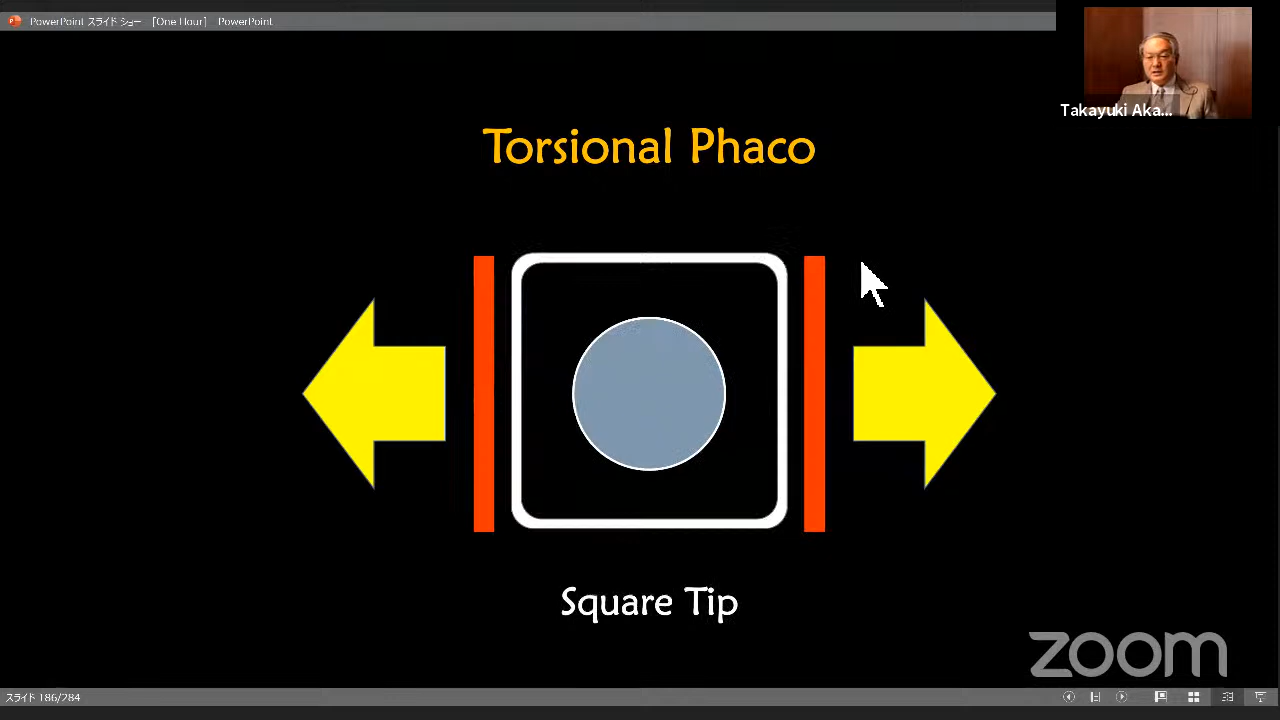 PowerPoint スライド ショー [One Hour] PowerPoint
Takayuki Aka...
Torsional Phaco
Square Tip
zoom
スライド 186/284